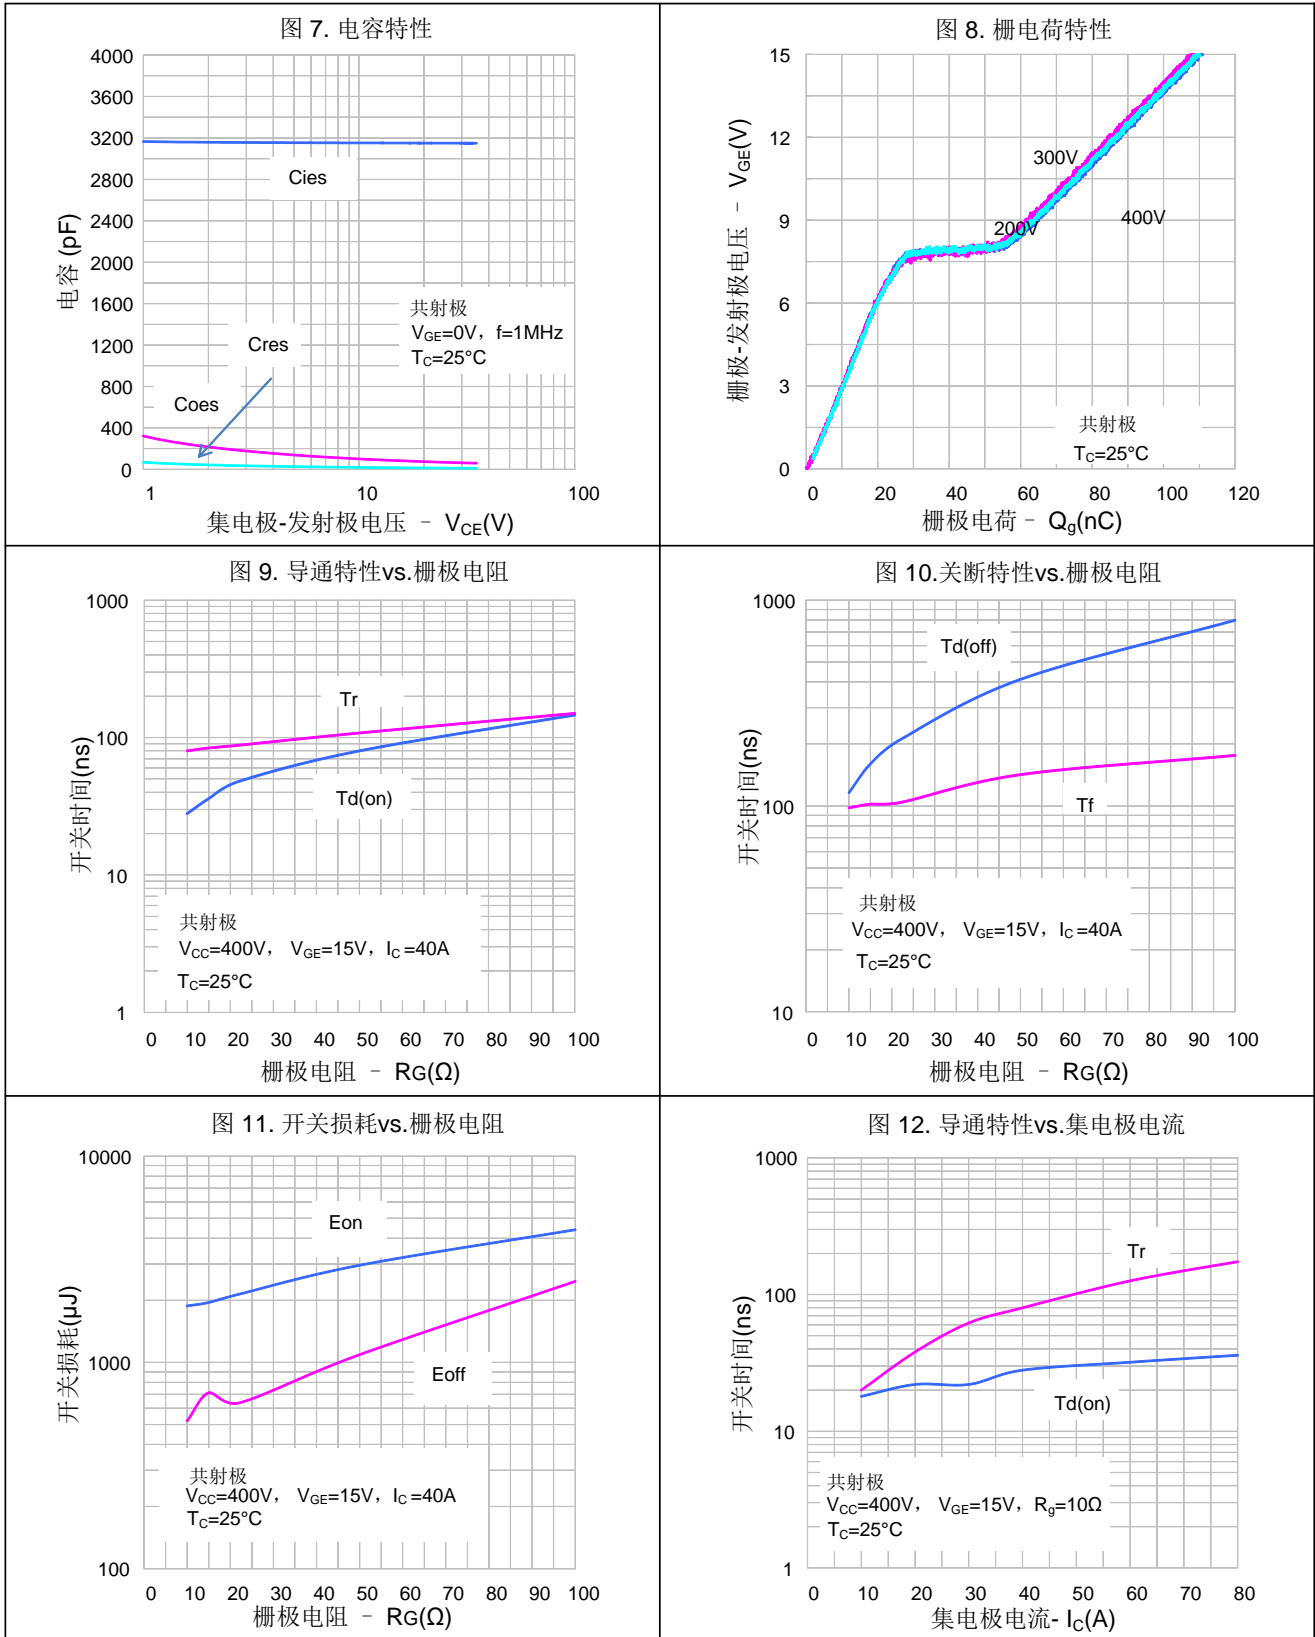 图 7. 电容特性
4000
3600
3200
2800
2400
2000
1600
1200
800
400
0
电容 (pF)
Cies
共射极
VGE=0V，f=1MHz
TC=25°C
Cres
Coes
1 10 100
集电极-发射极电压 － VCE(V)
图 8. 栅电荷特性
15
12
9
6
3
0
栅极-发射极电压 － VGE(V)
300V
200V
400V
共射极
TC=25°C
0 20 40 60 80 100 120
栅极电荷－ Qg(nC)
图 9. 导通特性vs.栅极电阻
1000
100
10
1
开关时间(ns)
Tr
Td(on)
共射极
VCC=400V， VGE=15V，IC =40A
TC=25°C
0 10 20 30 40 50 60 70 80 90 100
栅极电阻 － RG(Ω)
图 10.关断特性vs.栅极电阻
1000
100
10
开关时间(ns)
Td(off)
Tf
共射极
VCC=400V， VGE=15V，IC =40A
TC=25°C
0 10 20 30 40 50 60 70 80 90 100
栅极电阻 － RG(Ω)
图 11. 开关损耗vs.栅极电阻
10000
1000
100
开关损耗(µJ)
Eon
Eoff
共射极
VCC=400V， VGE=15V，IC =40A
TC=25°C
0 10 20 30 40 50 60 70 80 90 100
栅极电阻 － RG(Ω)
图 12. 导通特性vs.集电极电流
1000
100
10
1
开关时间(ns)
Tr
Td(on)
共射极
VCC=400V， VGE=15V，Rg=10Ω
TC=25°C
0 10 20 30 40 50 60 70 80
集电极电流- IC(A)